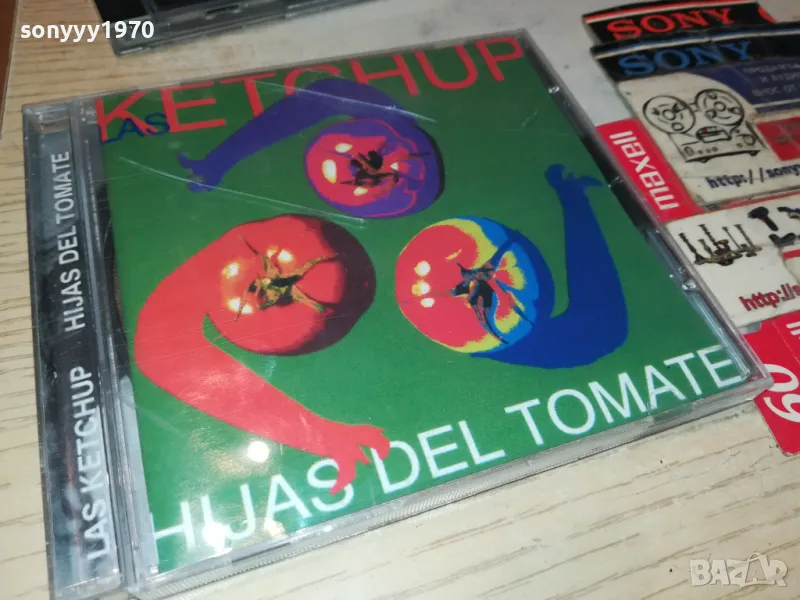 sonyyy1970
LAS KETCHUP
HIJAS DEL TOMATE
LAS KETCHUP HIJAS DEL TOMATE
SONY
SONY
maxell
http://sony
http://s
60
BAZAR